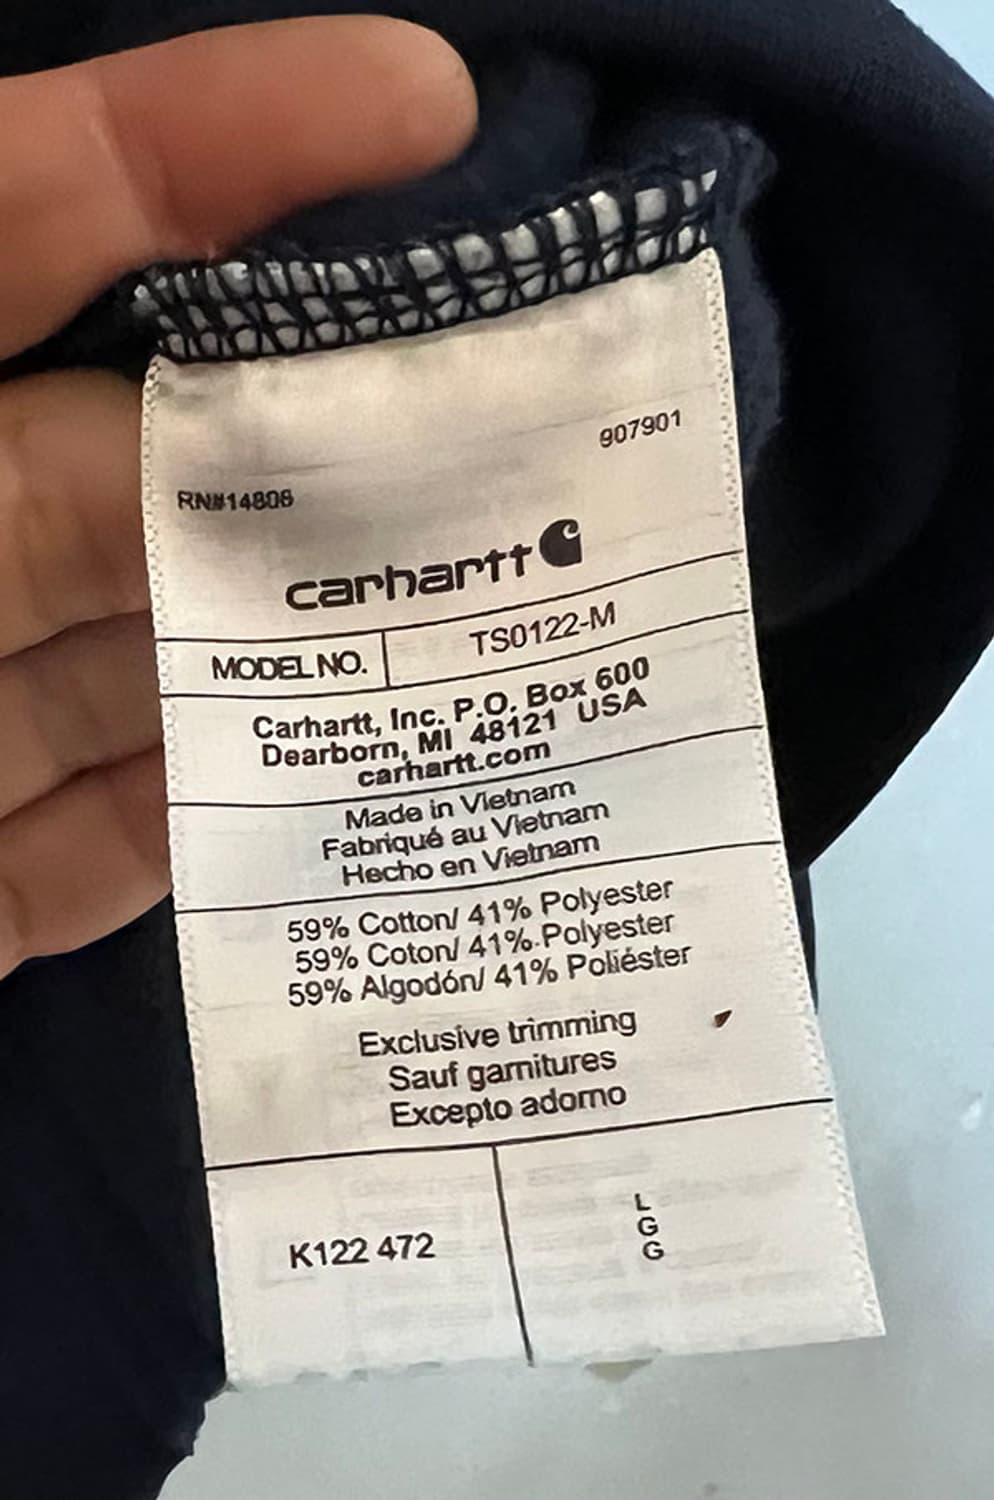 907901
RN#14806
carhartt
MODEL NO. TS0122-M
Carhartt, Inc. P.O. Box 600
Dearborn, MI 48121 USA
carhartt.com
Made in Vietnam
Fabriqué au Vietnam
Hecho en Vietnam
59% Cotton/ 41% Polyester
59% Coton/ 41% Polyester
59% Algodón/ 41% Poliéster
Exclusive trimming
Sauf garnitures
Excepto adorno
K122 472
L
G
G